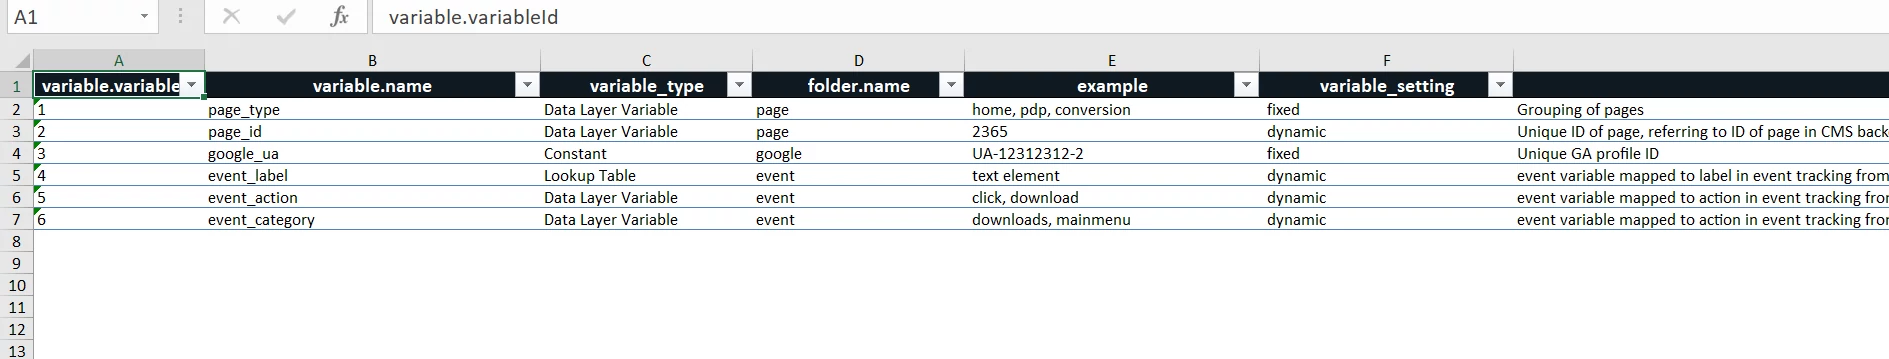 A1 fx variable.variableId
A B C D E F
1 variable.variable variable.name variable_type folder.name example variable_setting
2 1 page_type Data Layer Variable page home, pdp, conversion fixed Grouping of pages
3 2 page_id Data Layer Variable page 2365 dynamic Unique ID of page, referring to ID of page in CMS back
4 3 google_ua Constant google UA-12312312-2 fixed Unique GA profile ID
5 4 event_label Lookup Table event text element dynamic event variable mapped to label in event tracking from
6 5 event_action Data Layer Variable event click, download dynamic event variable mapped to action in event tracking from
7 6 event_category Data Layer Variable event downloads, mainmenu dynamic event variable mapped to action in event tracking from
8
9
10
11
12
13